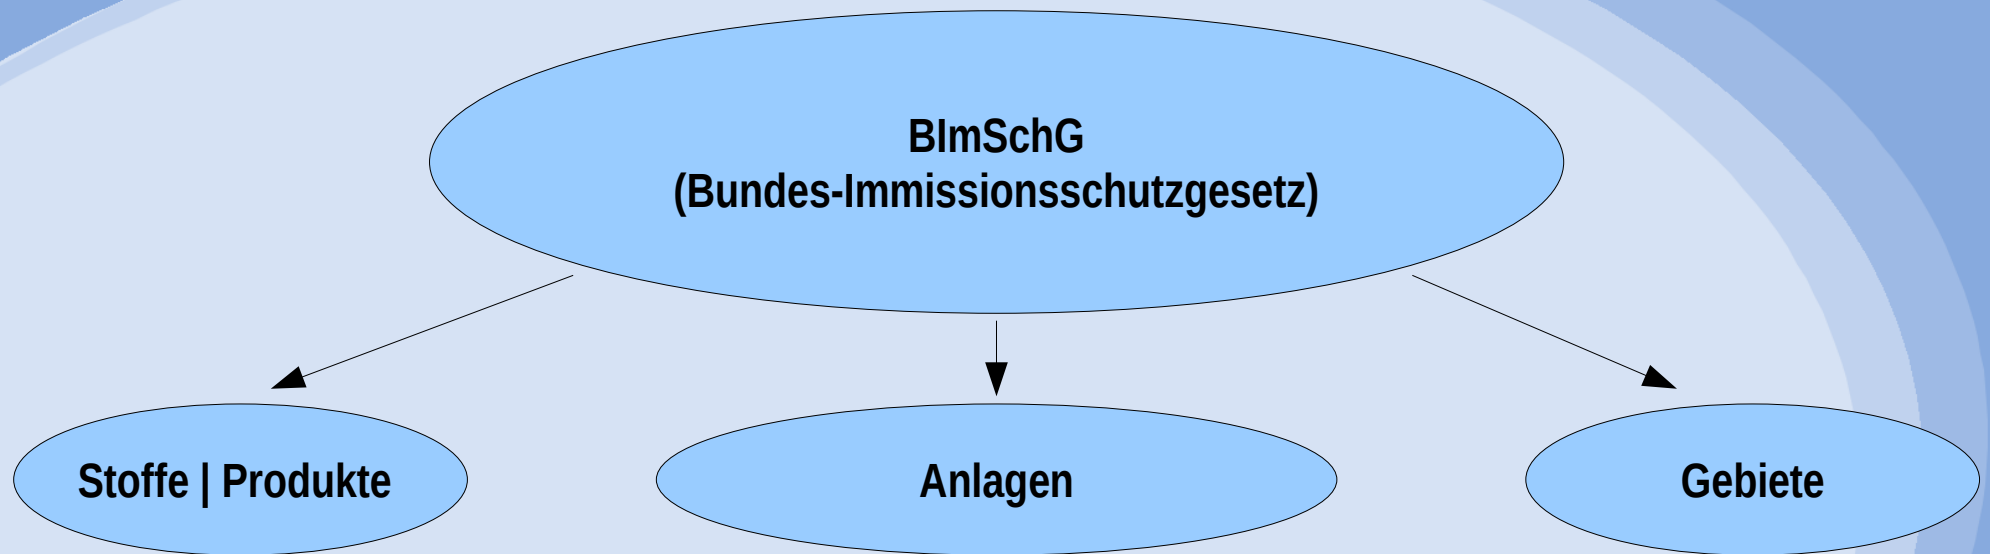 BImSchG
(Bundes-Immissionsschutzgesetz)
Stoffe | Produkte
Anlagen
Gebiete